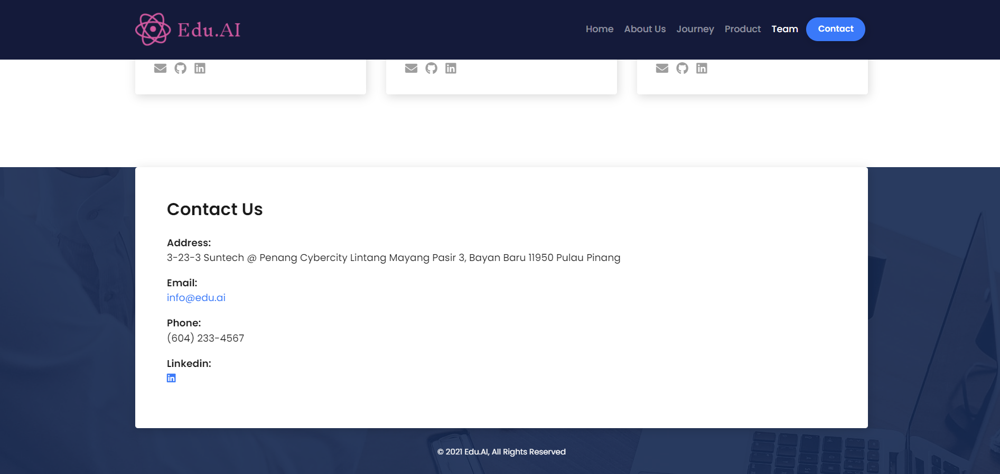 Edu.AI
Home About Us Journey Product Team Contact
Contact Us
Address:
3-23-3 Suntech @ Penang Cybercity Lintang Mayang Pasir 3, Bayan Baru 11950 Pulau Pinang
Email:
info@edu.ai
Phone:
(604) 233-4567
Linkedin:
© 2021 Edu.AI, All Rights Reserved